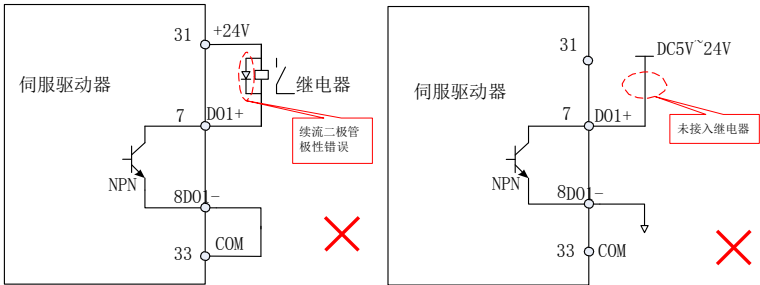 31
+24V
伺服驱动器
继电器
7
DO1+
续流二极管
极性错误
NPN
8DO1-
33
COM
31
DC5V~24V
伺服驱动器
7
DO1+
未接入继电器
NPN
8DO1-
33
COM